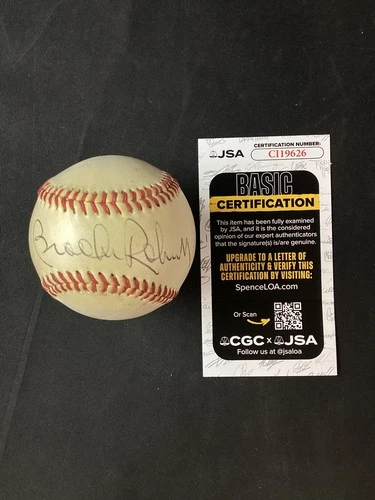 Brooks Robinson
JSA
CERTIFICATION NUMBER:
CI19626
BASIC
CERTIFICATION
This item has been fully examined
by JSA, and it is the considered
opinion of our expert authenticators
that the signature(s) is/are genuine.
UPGRADE TO A LETTER OF
AUTHENTICITY & VERIFY THIS
CERTIFICATION BY VISITING:
SpenceLOA.com
Or Scan
CGC x JSA
Follow us at @jsaloa